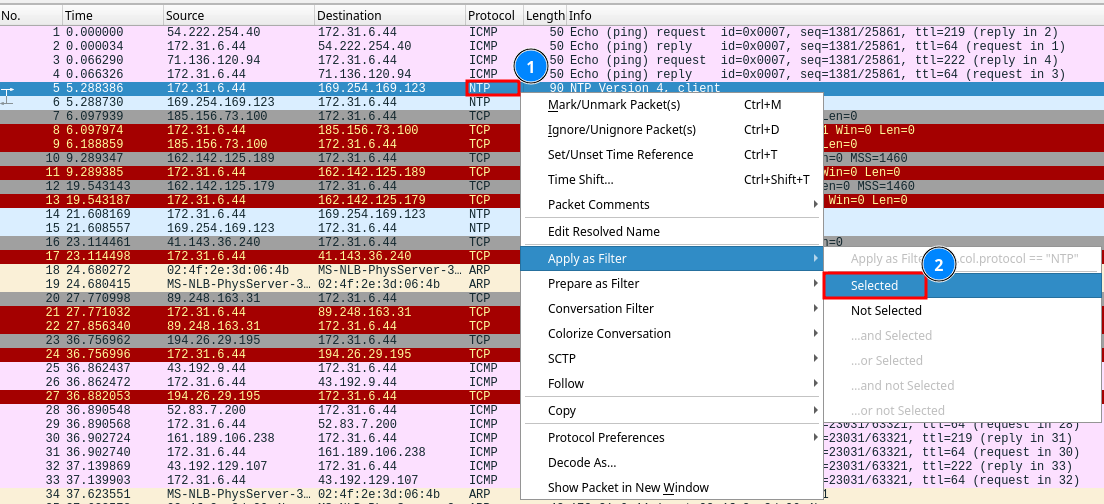 No. Time Source Destination Protocol Length Info
1 0.000000 54.222.254.40 172.31.6.44 ICMP 50 Echo (ping) request id=0x0007, seq=1381/25861, ttl=219 (reply in 2)
2 0.000034 172.31.6.44 54.222.254.40 ICMP 50 Echo (ping) reply id=0x0007, seq=1381/25861, ttl=64 (request in 1)
3 0.066290 71.136.120.94 172.31.6.44 ICMP 50 Echo (ping) request id=0x0007, seq=1381/25861, ttl=222 (reply in 4)
4 0.066326 172.31.6.44 71.136.120.94 ICMP 50 Echo (ping) reply id=0x0007, seq=1381/25861, ttl=64 (request in 3)
1
5 5.288386 172.31.6.44 169.254.169.123 NTP 90 NTP Version 4, client
6 5.288730 169.254.169.123 172.31.6.44 NTP
7 6.097939 185.156.73.100 172.31.6.44 TCP Len=0
8 6.097974 172.31.6.44 185.156.73.100 TCP 1 Win=0 Len=0
9 6.188859 185.156.73.100 172.31.6.44 TCP Len=0
10 9.289347 162.142.125.189 172.31.6.44 TCP n=0 MSS=1460
11 9.289385 172.31.6.44 162.142.125.189 TCP Win=0 Len=0
12 19.543143 162.142.125.179 172.31.6.44 TCP =0 MSS=1460
13 19.543187 172.31.6.44 162.142.125.179 TCP Win=0 Len=0
14 21.608169 172.31.6.44 169.254.169.123 NTP
15 21.608557 169.254.169.123 172.31.6.44 NTP
16 23.114461 41.143.36.240 172.31.6.44 TCP n=0
17 23.114498 172.31.6.44 41.143.36.240 TCP
18 24.680272 02:4f:2e:3d:06:4b MS-NLB-PhysServer-3… ARP
19 24.680415 MS-NLB-PhysServer-3… 02:4f:2e:3d:06:4b ARP
20 27.770998 89.248.163.31 172.31.6.44 TCP
21 27.771032 172.31.6.44 89.248.163.31 TCP
22 27.856340 89.248.163.31 172.31.6.44 TCP
23 36.756962 194.26.29.195 172.31.6.44 TCP
24 36.756996 172.31.6.44 194.26.29.195 TCP
25 36.862437 43.192.9.44 172.31.6.44 ICMP
26 36.862472 172.31.6.44 43.192.9.44 ICMP
27 36.882053 194.26.29.195 172.31.6.44 TCP
28 36.890548 52.83.7.200 172.31.6.44 ICMP
29 36.890568 172.31.6.44 52.83.7.200 ICMP =23031/63321, ttl=64 (request in 28)
30 36.902724 161.189.106.238 172.31.6.44 ICMP =23031/63321, ttl=219 (reply in 31)
31 36.902740 172.31.6.44 161.189.106.238 ICMP =23031/63321, ttl=64 (request in 30)
32 37.139869 43.192.129.107 172.31.6.44 ICMP =23031/63321, ttl=222 (reply in 33)
33 37.139903 172.31.6.44 43.192.129.107 ICMP =23031/63321, ttl=64 (request in 32)
34 37.623551 MS-NLB-PhysServer-3… 02:4f:2e:3d:06:4b ARP
Mark/Unmark Packet(s) Ctrl+M
Ignore/Unignore Packet(s) Ctrl+D
Set/Unset Time Reference Ctrl+T
Time Shift... Ctrl+Shift+T
Packet Comments
Edit Resolved Name
Apply as Filter
Prepare as Filter
Conversation Filter
Colorize Conversation
SCTP
Follow
Copy
Protocol Preferences
Decode As...
Show Packet in New Window
2
Apply as Filter col.protocol == "NTP"
Selected
Not Selected
...and Selected
...or Selected
...and not Selected
...or not Selected